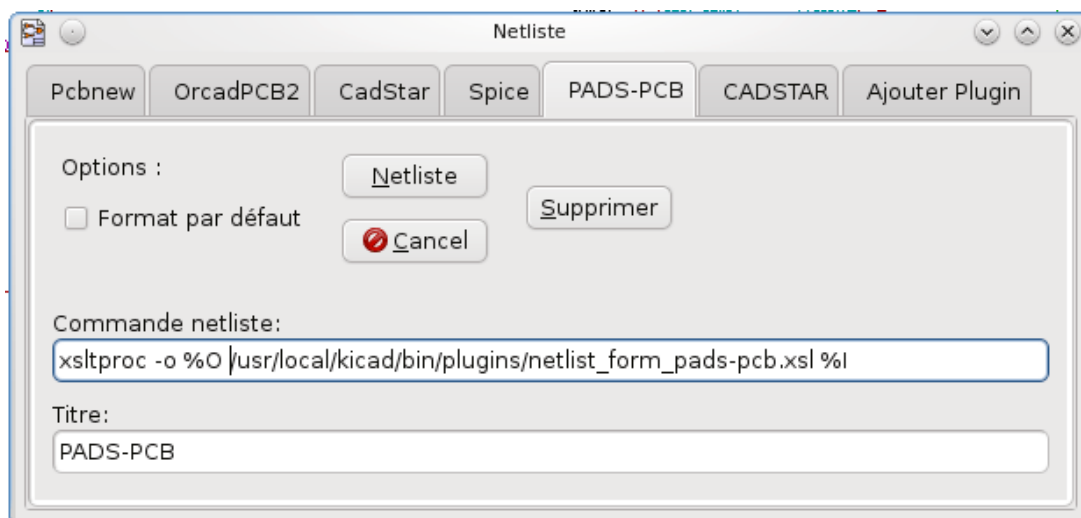 Netliste
Pcbnew OrcadPCB2 CadStar Spice PADS-PCB CADSTAR Ajouter Plugin
Options :
Netliste
Supprimer
Format par défaut
Cancel
Commande netliste:
xsltproc -o %O /usr/local/kicad/bin/plugins/netlist_form_pads-pcb.xsl %I
Titre:
PADS-PCB